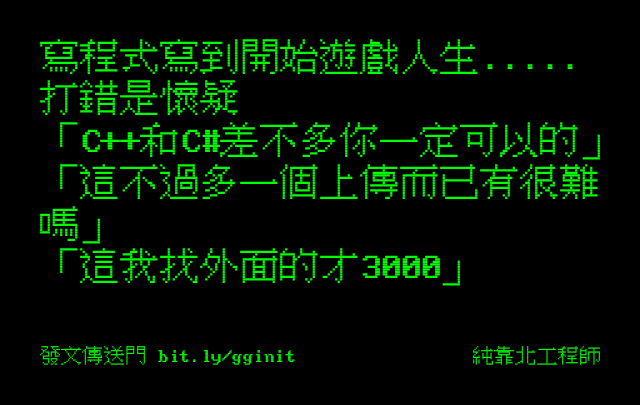 寫程式寫到開始遊戲人生.....
打錯是懷疑
「C++和C#差不多你一定可以的」
「這不過多一個上傳而已有很難
嗎」
「這我找外面的才3000」
發文傳送門 bit.ly/gginit
純靠北工程師